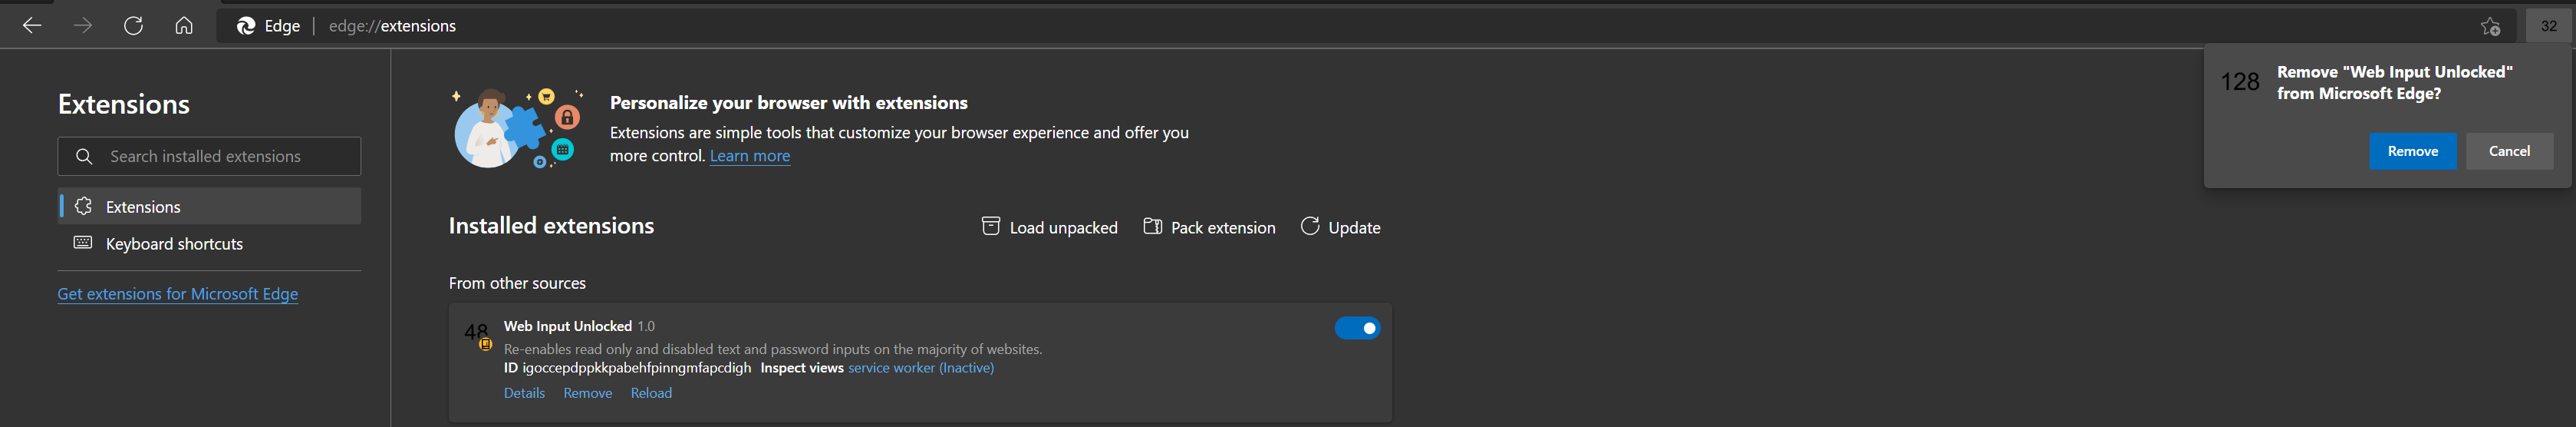 Edge | edge://extensions
32
Extensions
Search installed extensions
Extensions
Keyboard shortcuts
Get extensions for Microsoft Edge
Personalize your browser with extensions
Extensions are simple tools that customize your browser experience and offer you
more control. Learn more
Installed extensions
Load unpacked
Pack extension
Update
From other sources
48
Web Input Unlocked 1.0
Re-enables read only and disabled text and password inputs on the majority of websites.
ID igoccepdppkkpabehfpinngmfapcdigh Inspect views service worker (Inactive)
Details Remove Reload
128
Remove "Web Input Unlocked"
from Microsoft Edge?
Remove
Cancel